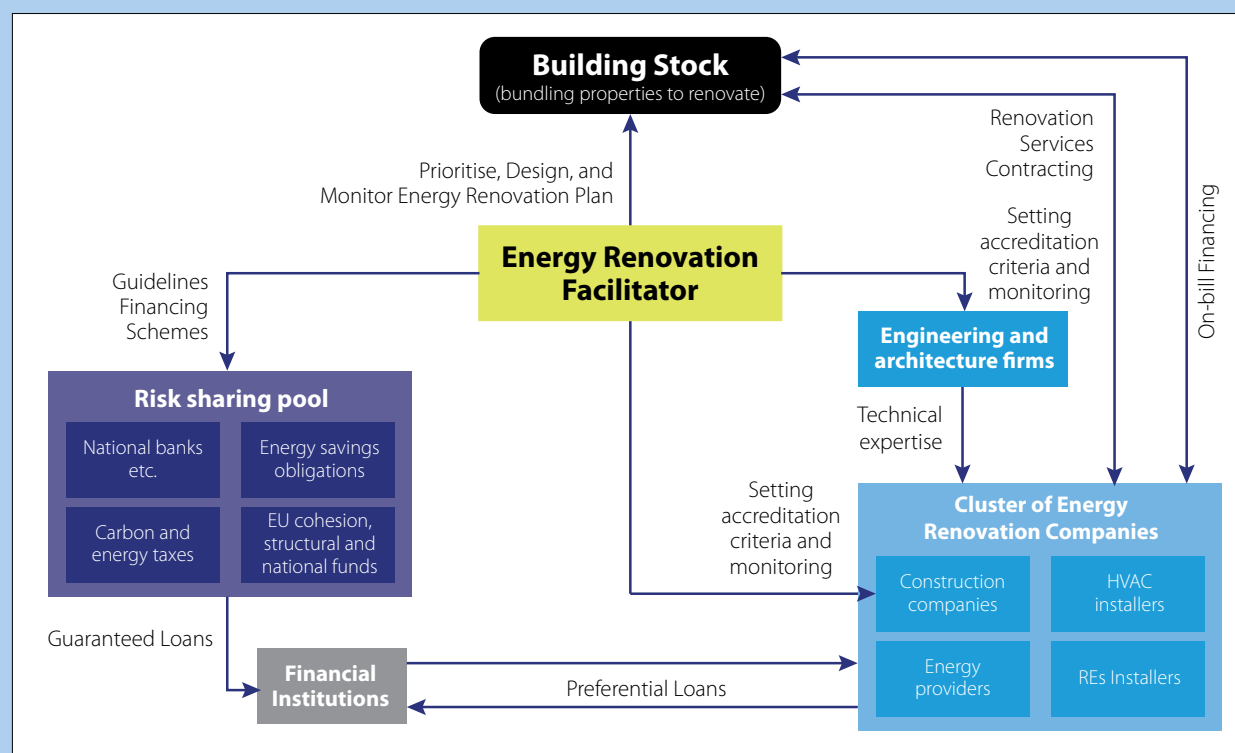 Building Stock
(bundling properties to renovate)
Prioritise, Design, and
Monitor Energy Renovation Plan
Renovation
Services
Contracting
On-bill Financing
Energy Renovation
Facilitator
Guidelines
Financing
Schemes
Setting
accreditation
criteria and
monitoring
Engineering and
architecture firms
Technical
expertise
Risk sharing pool
National banks
etc.
Energy savings
obligations
Carbon and
energy taxes
EU cohesion,
structural and
national funds
Setting
accreditation
criteria and
monitoring
Cluster of Energy
Renovation Companies
Construction
companies
HVAC
installers
Energy
providers
REs Installers
Guaranteed Loans
Financial
Institutions
Preferential Loans